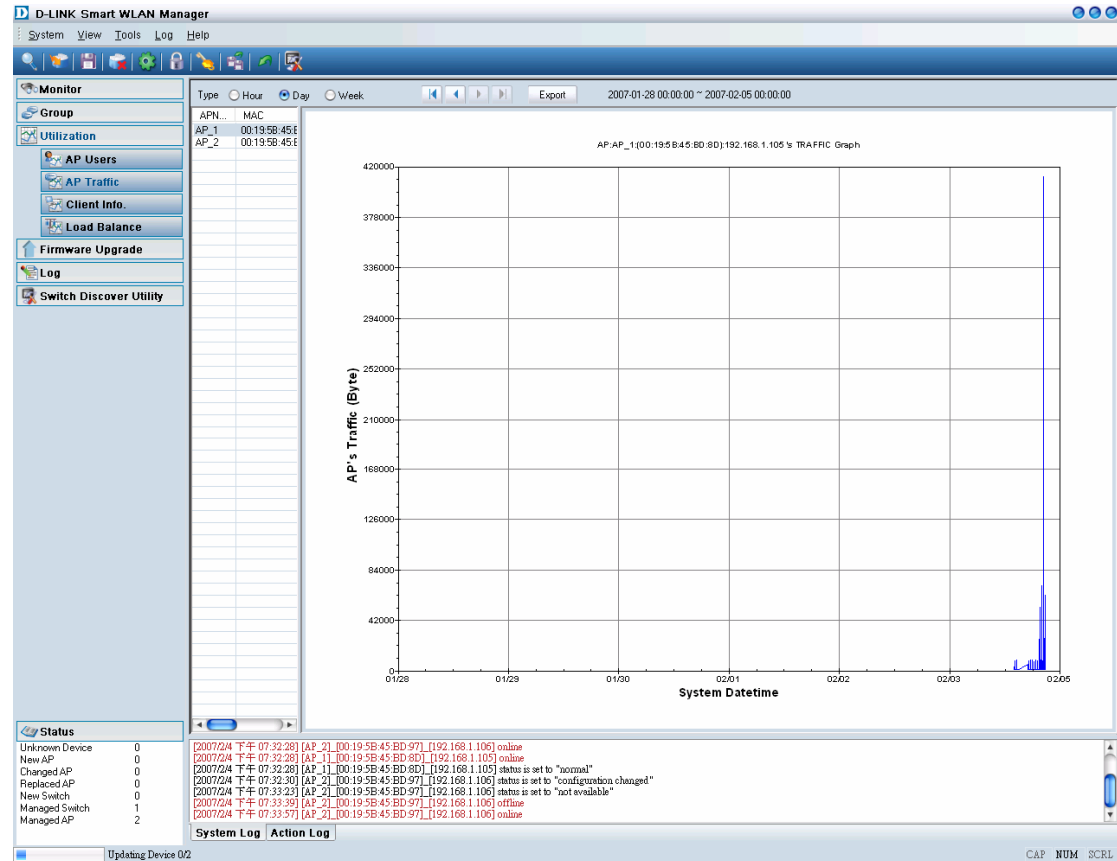 D-LINK Smart WLAN Manager
System View Tools Log Help
Monitor
Group
Utilization
AP Users
AP Traffic
Client Info.
Load Balance
Firmware Upgrade
Log
Switch Discover Utility
Type Hour Day Week Export 2007-01-28 00:00:00 ~ 2007-02-05 00:00:00
APN... MAC
AP_1 00:19:5B:45:E
AP_2 00:19:5B:45:E
AP:AP_1:(00:19:5B:45:BD:8D):192.168.1.105 's TRAFFIC Graph
AP's Traffic (Byte)
420000
378000
336000
294000
252000
210000
168000
126000
84000
42000
0
01/28 01/29 01/30 02/01 02/02 02/03 02/05
System Datetime
Status
Unknown Device 0
New AP 0
Changed AP 0
Replaced AP 0
New Switch 0
Managed Switch 1
Managed AP 2
[2007/2/4 下午 07:32:28] [AP_2]_[00:19:5B:45:BD:97]_[192.168.1.106] online
[2007/2/4 下午 07:32:28] [AP_1]_[00:19:5B:45:BD:8D]_[192.168.1.105] online
[2007/2/4 下午 07:32:28] [AP_1]_[00:19:5B:45:BD:8D]_[192.168.1.105] status is set to "normal"
[2007/2/4 下午 07:32:30] [AP_2]_[00:19:5B:45:BD:97]_[192.168.1.106] status is set to "configuration changed"
[2007/2/4 下午 07:33:23] [AP_2]_[00:19:5B:45:BD:97]_[192.168.1.106] status is set to "not available"
[2007/2/4 下午 07:33:39] [AP_2]_[00:19:5B:45:BD:97]_[192.168.1.106] offline
[2007/2/4 下午 07:33:57] [AP_2]_[00:19:5B:45:BD:97]_[192.168.1.106] online
System Log Action Log
Updating Device 0/2 CAP NUM SCRL